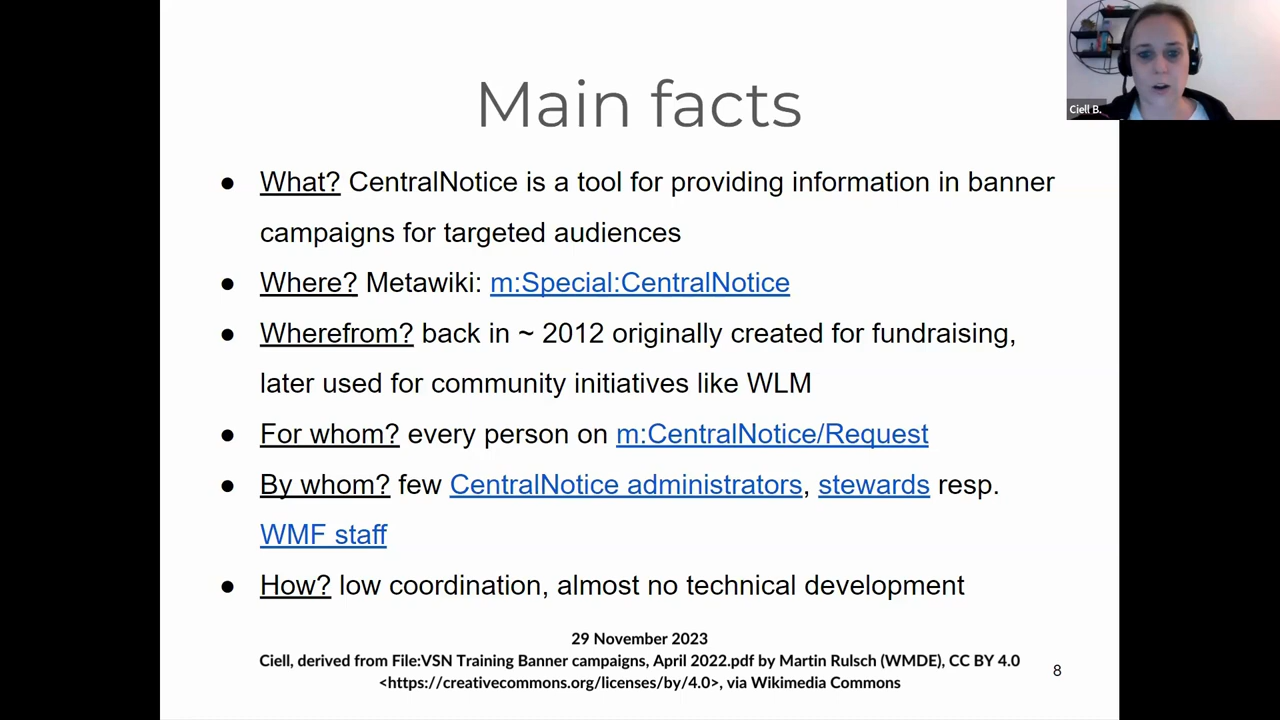 Main facts
Ciell B.
● What? CentralNotice is a tool for providing information in banner
campaigns for targeted audiences
● Where? Metawiki: m:Special:CentralNotice
● Wherefrom? back in ~ 2012 originally created for fundraising,
later used for community initiatives like WLM
● For whom? every person on m:CentralNotice/Request
● By whom? few CentralNotice administrators, stewards resp.
WMF staff
● How? low coordination, almost no technical development
29 November 2023
Ciell, derived from File:VSN Training Banner campaigns, April 2022.pdf by Martin Rulsch (WMDE), CC BY 4.0
<https://creativecommons.org/licenses/by/4.0>, via Wikimedia Commons
8